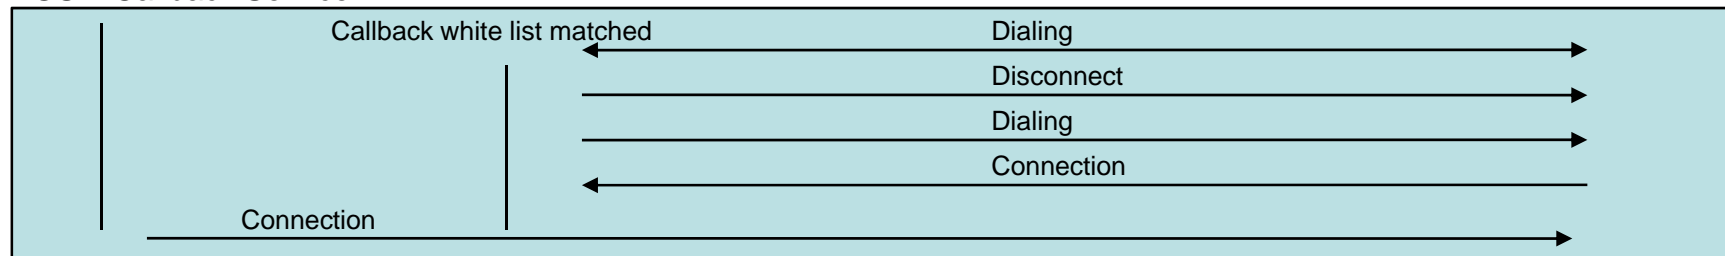 Callback white list matched
Dialing
Disconnect
Dialing
Connection
Connection